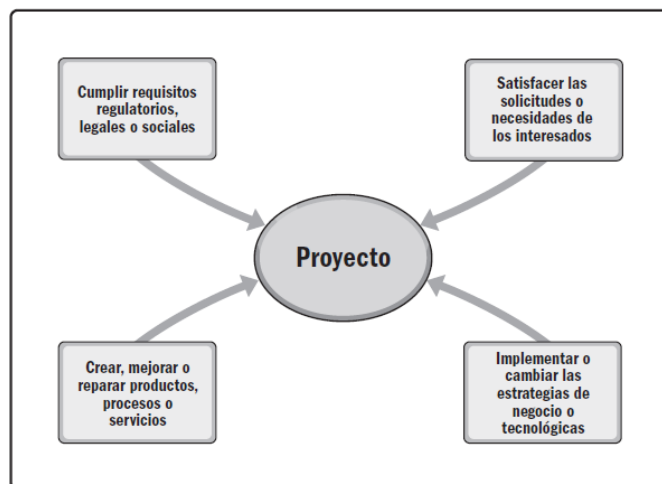 Cumplir requisitos
regulatorios,
legales o sociales
Satisfacer las
solicitudes o
necesidades de
los interesados
Proyecto
Crear, mejorar o
reparar productos,
procesos o
servicios
Implementar o
cambiar las
estrategias de
negocio o
tecnológicas